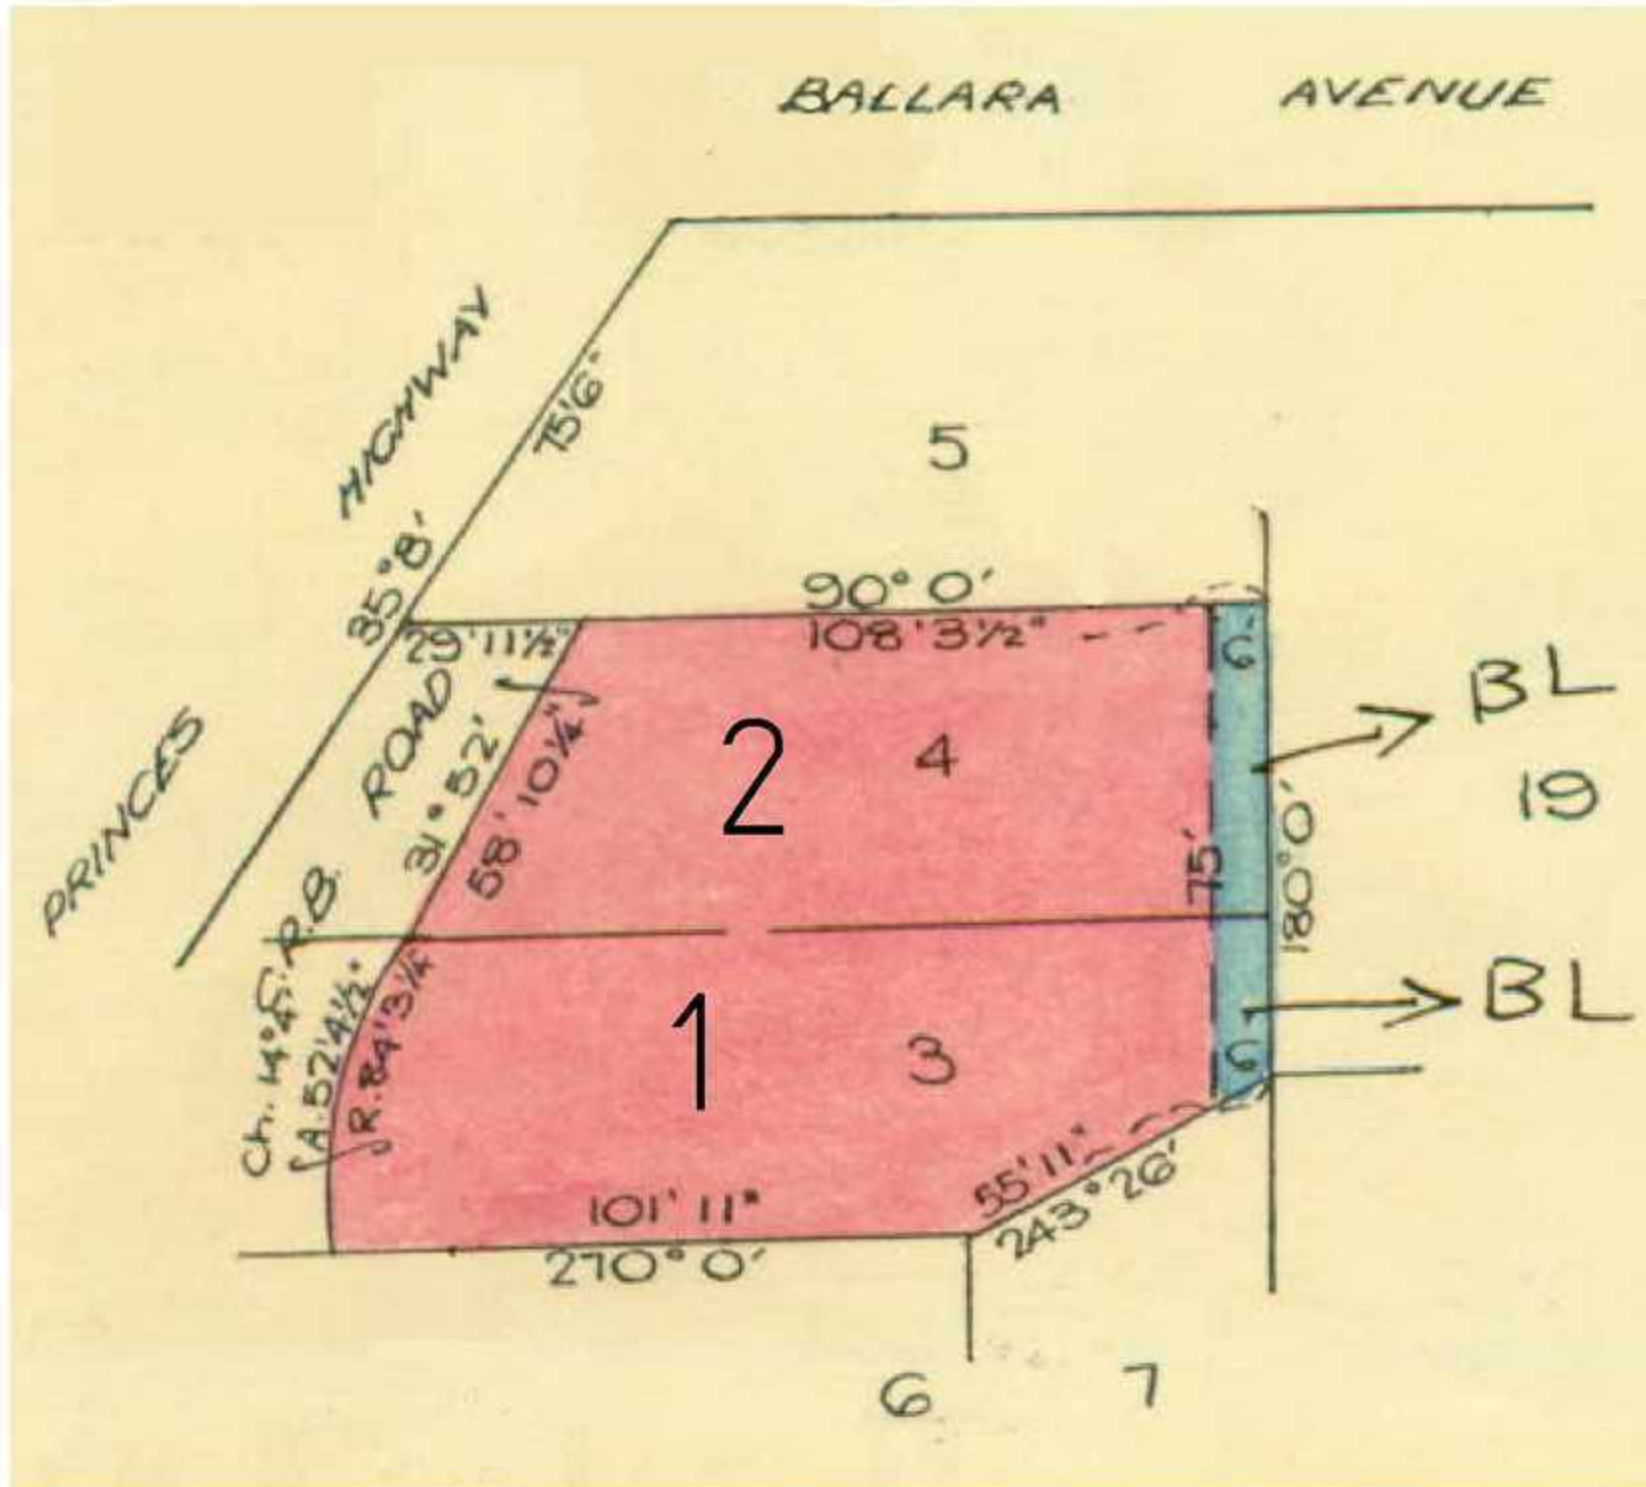 BALLARA AVENUE
PRINCES HIGHWAY
75'6"
5
35°8'
90° 0'
29'11½"
108'3½"
6
ROAD
31°52'
58'10¼"
2
4
BL
19
75'
180°0'
R.B.
Ch. 14°5'
A.52'4½"
R.84'3¼
1
3
6
BL
55'11"
243°26'
101'11"
270°0'
6
7